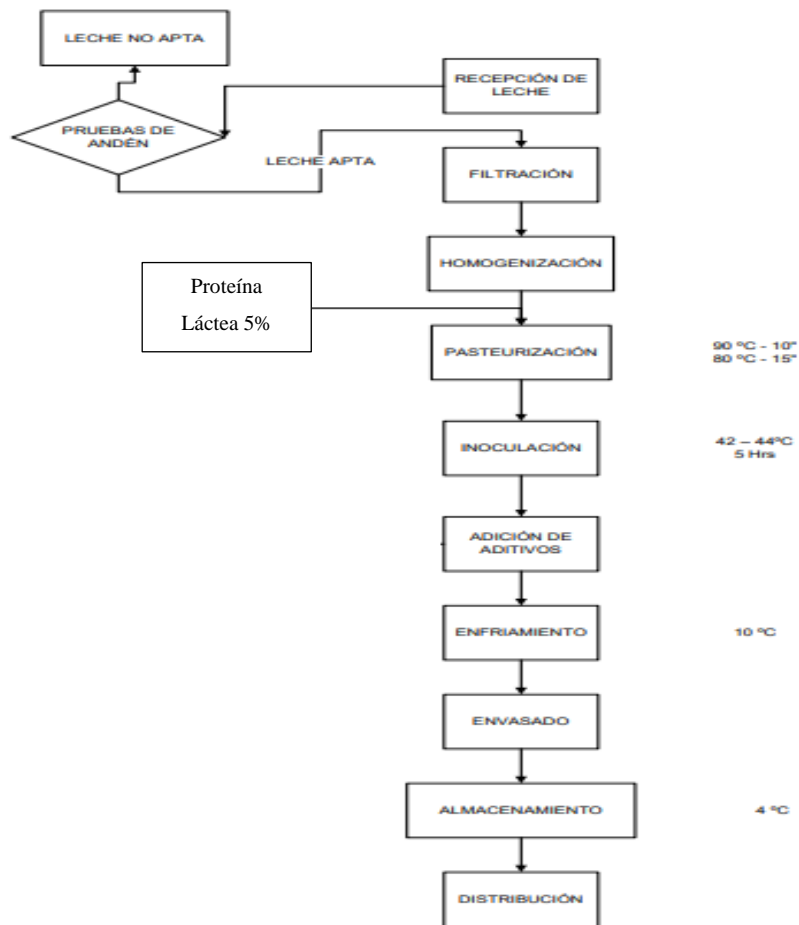 LECHE NO APTA
RECEPCIÓN DE
LECHE
PRUEBAS DE
ANDÉN
LECHE APTA
FILTRACIÓN
HOMOGENIZACIÓN
Proteína
Láctea 5%
PASTEURIZACIÓN
90 ºC - 10"
80 ºC - 15"
INOCULACIÓN
42 – 44ºC
5 Hrs
ADICIÓN DE
ADITIVOS
ENFRIAMIENTO
10 ºC
ENVASADO
ALMACENAMIENTO
4 ºC
DISTRIBUCIÓN